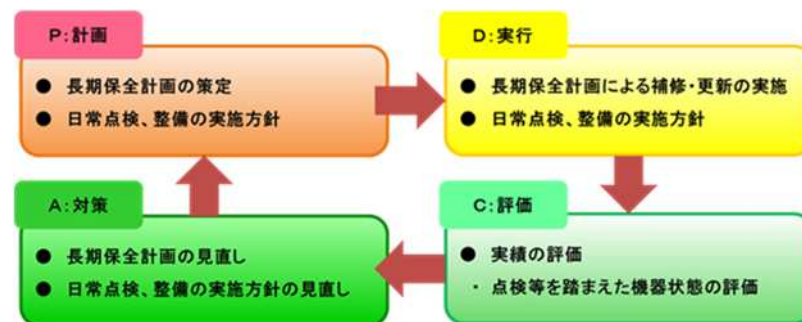 P:計画
● 長期保全計画の策定
● 日常点検、整備の実施方針
D:実行
● 長期保全計画による補修・更新の実施
● 日常点検、整備の実施方針
C:評価
● 実績の評価
・ 点検等を踏まえた機器状態の評価
A:対策
● 長期保全計画の見直し
● 日常点検、整備の実施方針の見直し